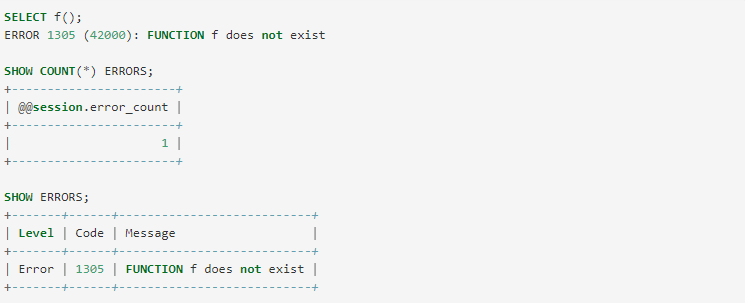 SELECT f();
ERROR 1305 (42000): FUNCTION f does not exist
SHOW COUNT(*) ERRORS;
+-----------------------+
| @@session.error_count |
+-----------------------+
|                     1 |
+-----------------------+
SHOW ERRORS;
+-------+------+---------------------------+
| Level | Code | Message                   |
+-------+------+---------------------------+
| Error | 1305 | FUNCTION f does not exist |
+-------+------+---------------------------+